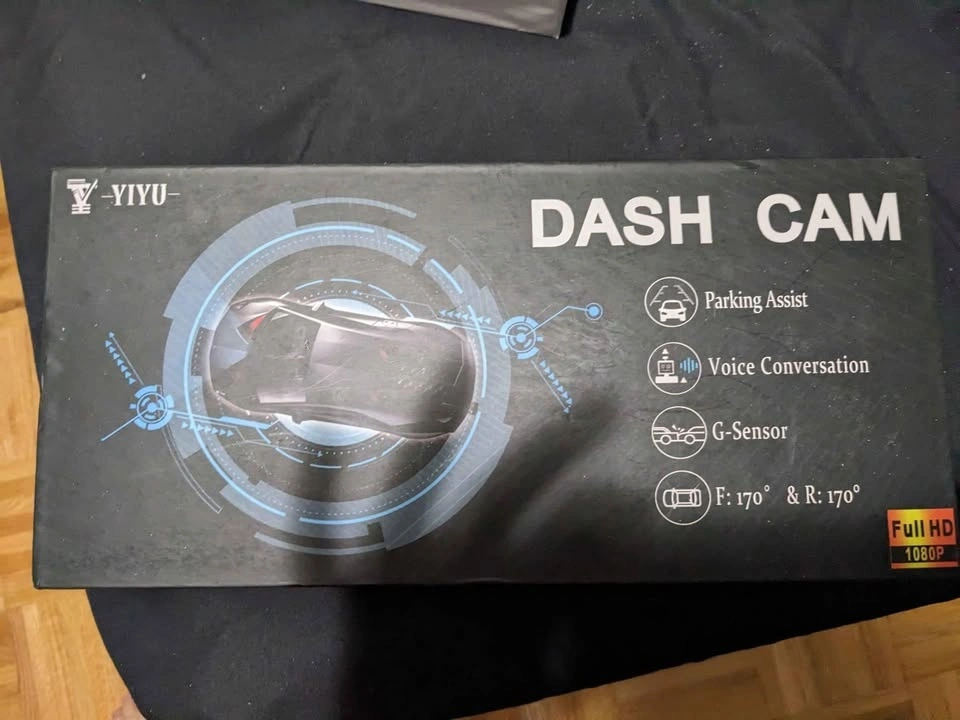 -YIYU-
DASH CAM
Parking Assist
Voice Conversation
G-Sensor
F: 170° & R: 170°
Full HD
1080P